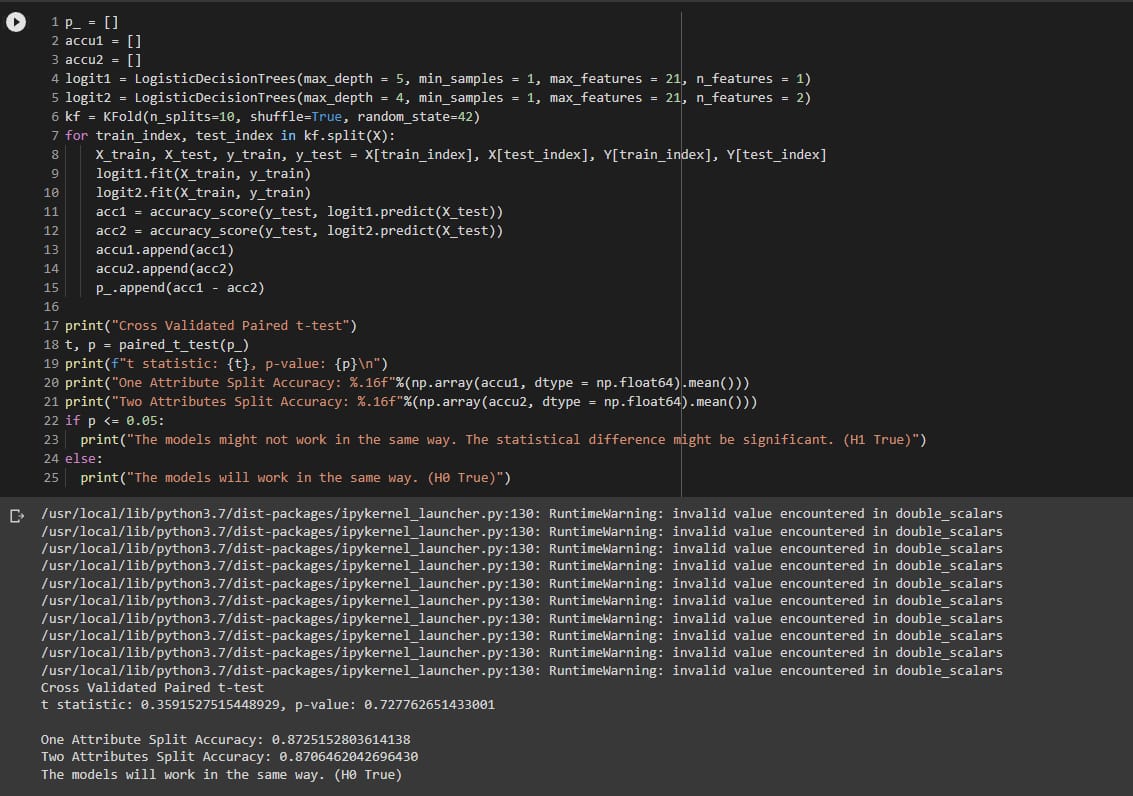 1 p_ = []
2 accu1 = []
3 accu2 = []
4 logit1 = LogisticDecisionTrees(max_depth = 5, min_samples = 1, max_features = 21, n_features = 1)
5 logit2 = LogisticDecisionTrees(max_depth = 4, min_samples = 1, max_features = 21, n_features = 2)
6 kf = KFold(n_splits=10, shuffle=True, random_state=42)
7 for train_index, test_index in kf.split(X):
8     X_train, X_test, y_train, y_test = X[train_index], X[test_index], Y[train_index], Y[test_index]
9     logit1.fit(X_train, y_train)
10     logit2.fit(X_train, y_train)
11     acc1 = accuracy_score(y_test, logit1.predict(X_test))
12     acc2 = accuracy_score(y_test, logit2.predict(X_test))
13     accu1.append(acc1)
14     accu2.append(acc2)
15     p_.append(acc1 - acc2)
16
17 print("Cross Validated Paired t-test")
18 t, p = paired_t_test(p_)
19 print(f"t statistic: {t}, p-value: {p}\n")
20 print("One Attribute Split Accuracy: %.16f"%(np.array(accu1, dtype = np.float64).mean()))
21 print("Two Attributes Split Accuracy: %.16f"%(np.array(accu2, dtype = np.float64).mean()))
22 if p <= 0.05:
23   print("The models might not work in the same way. The statistical difference might be significant. (H1 True)")
24 else:
25   print("The models will work in the same way. (H0 True)")
/usr/local/lib/python3.7/dist-packages/ipykernel_launcher.py:130: RuntimeWarning: invalid value encountered in double_scalars
/usr/local/lib/python3.7/dist-packages/ipykernel_launcher.py:130: RuntimeWarning: invalid value encountered in double_scalars
/usr/local/lib/python3.7/dist-packages/ipykernel_launcher.py:130: RuntimeWarning: invalid value encountered in double_scalars
/usr/local/lib/python3.7/dist-packages/ipykernel_launcher.py:130: RuntimeWarning: invalid value encountered in double_scalars
/usr/local/lib/python3.7/dist-packages/ipykernel_launcher.py:130: RuntimeWarning: invalid value encountered in double_scalars
/usr/local/lib/python3.7/dist-packages/ipykernel_launcher.py:130: RuntimeWarning: invalid value encountered in double_scalars
/usr/local/lib/python3.7/dist-packages/ipykernel_launcher.py:130: RuntimeWarning: invalid value encountered in double_scalars
/usr/local/lib/python3.7/dist-packages/ipykernel_launcher.py:130: RuntimeWarning: invalid value encountered in double_scalars
/usr/local/lib/python3.7/dist-packages/ipykernel_launcher.py:130: RuntimeWarning: invalid value encountered in double_scalars
/usr/local/lib/python3.7/dist-packages/ipykernel_launcher.py:130: RuntimeWarning: invalid value encountered in double_scalars
Cross Validated Paired t-test
t statistic: 0.3591527515448929, p-value: 0.727762651433001

One Attribute Split Accuracy: 0.8725152803614138
Two Attributes Split Accuracy: 0.8706462042696430
The models will work in the same way. (H0 True)